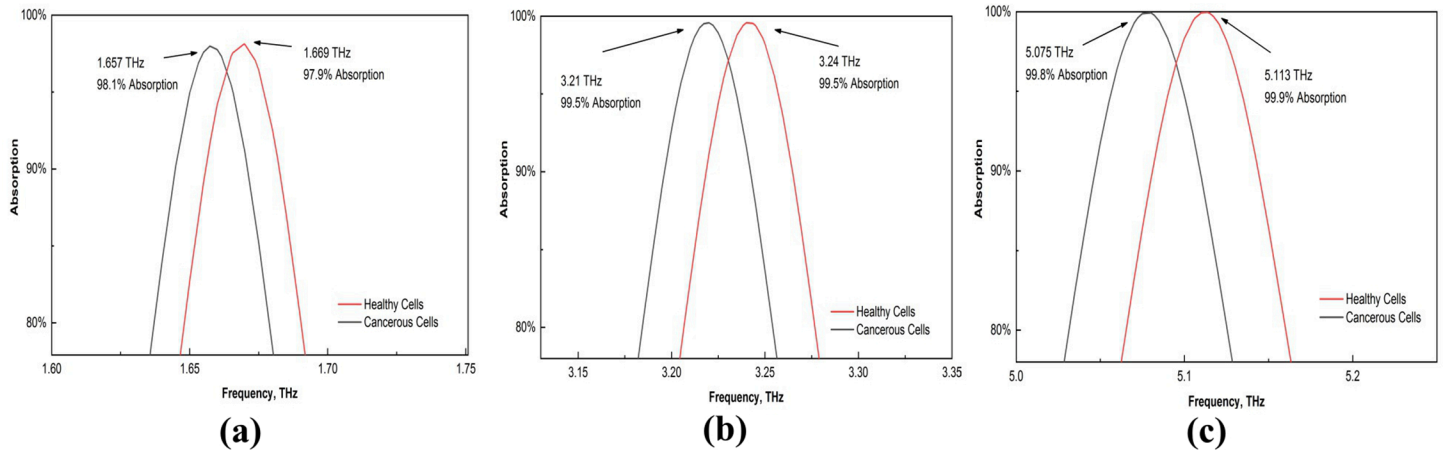 100%
90%
80%
Absorption
1.657 THz
98.1% Absorption
1.669 THz
97.9% Absorption
Healthy Cells
Cancerous Cells
1.60
1.65
1.70
1.75
Frequency, THz
(a)
100%
90%
80%
Absorption
3.21 THz
99.5% Absorption
3.24 THz
99.5% Absorption
Healthy Cells
Cancerous Cells
3.15
3.20
3.25
3.30
3.35
Frequency, THz
(b)
100%
90%
80%
Absorption
5.075 THz
99.8% Absorption
5.113 THz
99.9% Absorption
Healthy Cells
Cancerous Cells
5.0
5.1
5.2
Frequency, THz
(c)